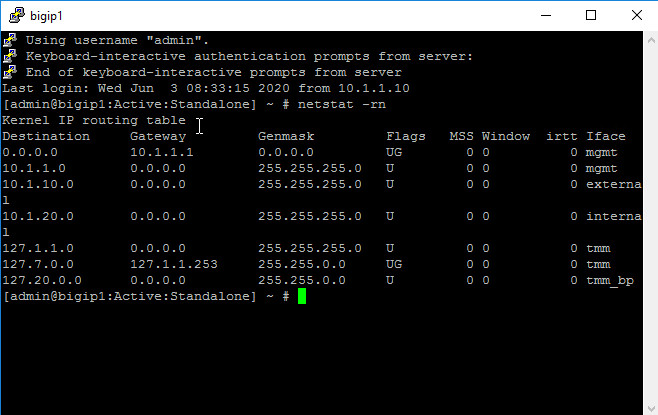 bigip1
Using username "admin".
Keyboard-interactive authentication prompts from server:
End of keyboard-interactive prompts from server
Last login: Wed Jun  3 08:33:15 2020 from 10.1.1.10
[admin@bigip1:Active:Standalone] ~ # netstat -rn
Kernel IP routing table
Destination     Gateway         Genmask         Flags   MSS Window  irtt Iface
0.0.0.0         10.1.1.1        0.0.0.0         UG        0 0          0 mgmt
10.1.1.0        0.0.0.0         255.255.255.0   U         0 0          0 mgmt
10.1.10.0       0.0.0.0         255.255.255.0   U         0 0          0 externa
l
10.1.20.0       0.0.0.0         255.255.255.0   U         0 0          0 interna
l
127.1.1.0       0.0.0.0         255.255.255.0   U         0 0          0 tmm
127.7.0.0       127.1.1.253     255.255.0.0     UG        0 0          0 tmm
127.20.0.0      0.0.0.0         255.255.0.0     U         0 0          0 tmm_bp
[admin@bigip1:Active:Standalone] ~ #